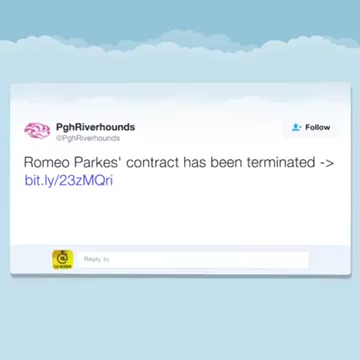 PghRiverhounds
@PghRiverhounds
Follow
Romeo Parkes' contract has been terminated ->
bit.ly/23zMQri
Reply to